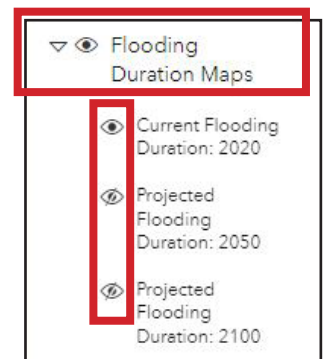 Flooding
Duration Maps
Current Flooding
Duration: 2020
Projected
Flooding
Duration: 2050
Projected
Flooding
Duration: 2100